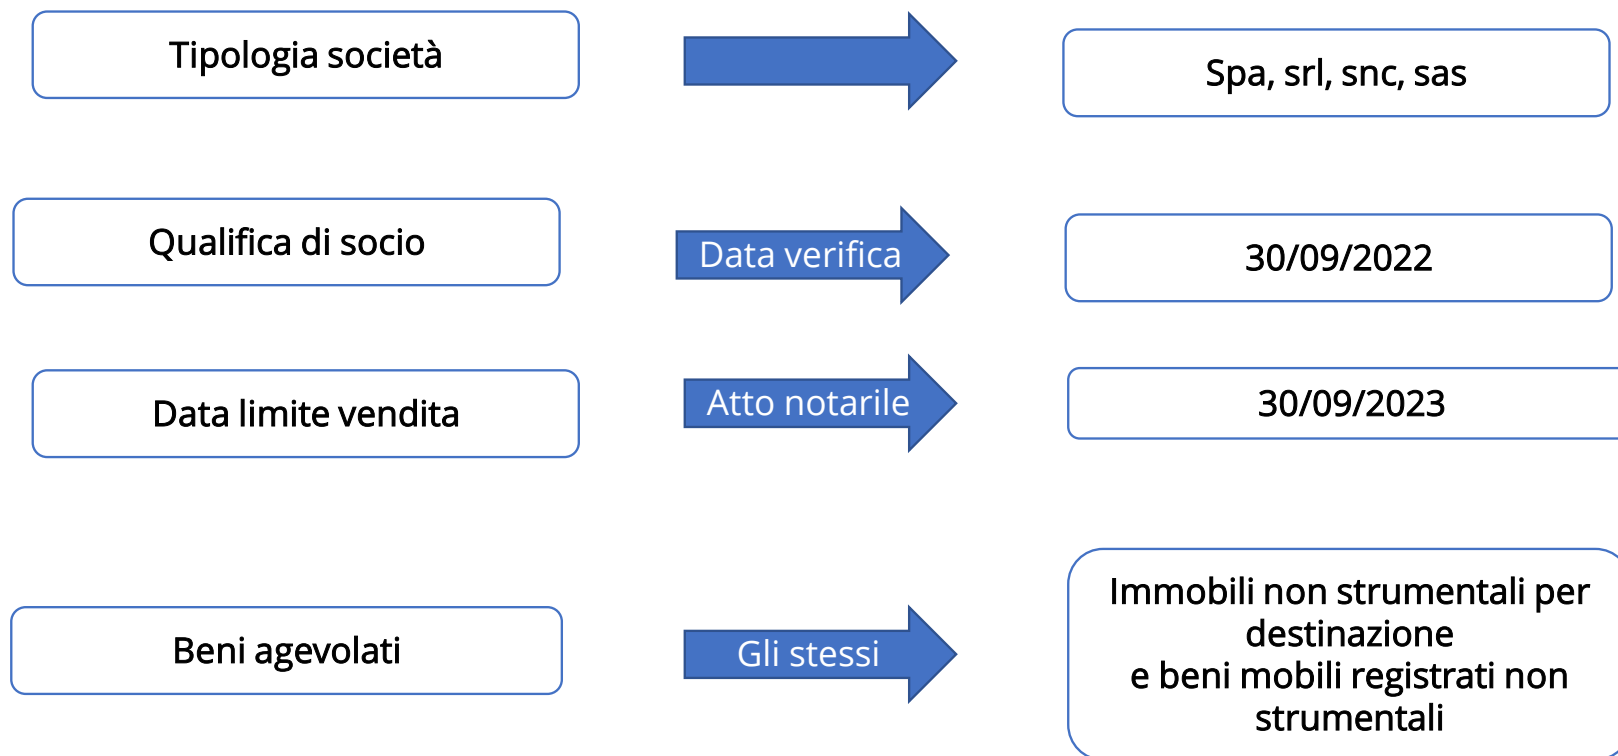 Tipologia società
Spa, srl, snc, sas
Qualifica di socio
Data verifica
30/09/2022
Data limite vendita
Atto notarile
30/09/2023
Beni agevolati
Gli stessi
Immobili non strumentali per
destinazione
e beni mobili registrati non
strumentali